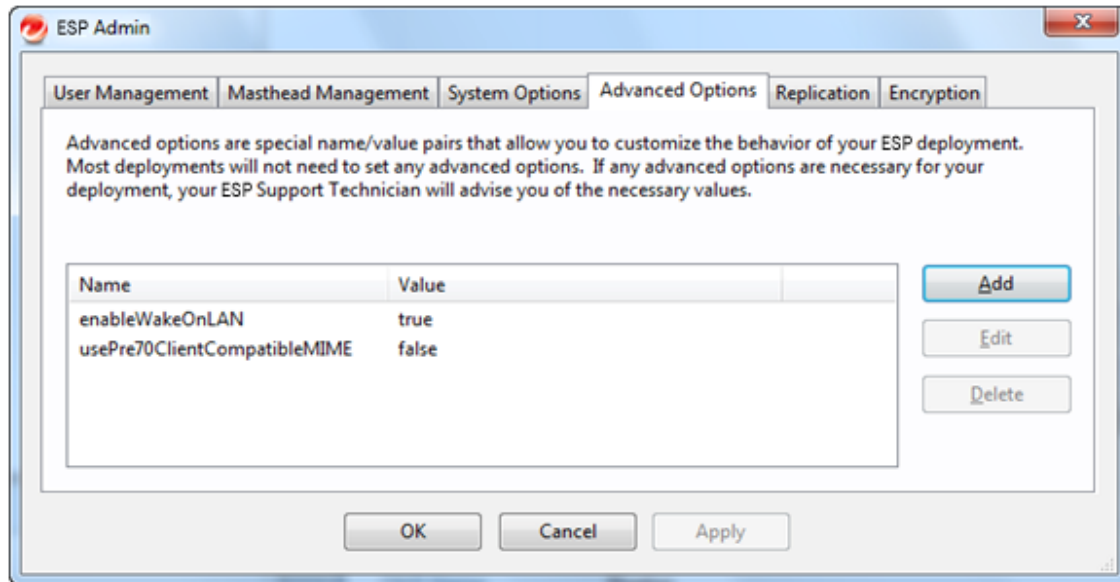 ESP Admin
User Management Masthead Management System Options Advanced Options Replication Encryption
Advanced options are special name/value pairs that allow you to customize the behavior of your ESP deployment.
Most deployments will not need to set any advanced options. If any advanced options are necessary for your
deployment, your ESP Support Technician will advise you of the necessary values.
Name Value
enableWakeOnLAN true
usePre70ClientCompatibleMIME false
Add
Edit
Delete
OK Cancel Apply